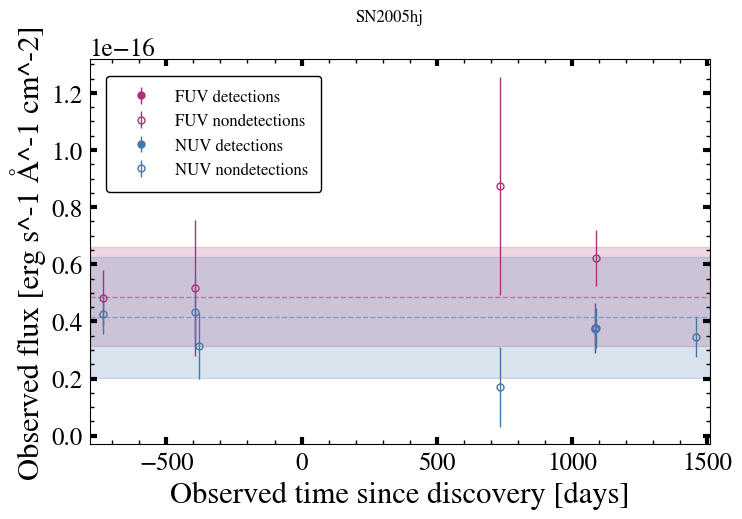 SN2005hj
1e−16
FUV detections
FUV nondetections
NUV detections
NUV nondetections
1.2
1.0
0.8
0.6
0.4
0.2
0.0
−500 0 500 1000 1500
Observed time since discovery [days]
Observed flux [erg s^-1 Å^-1 cm^-2]